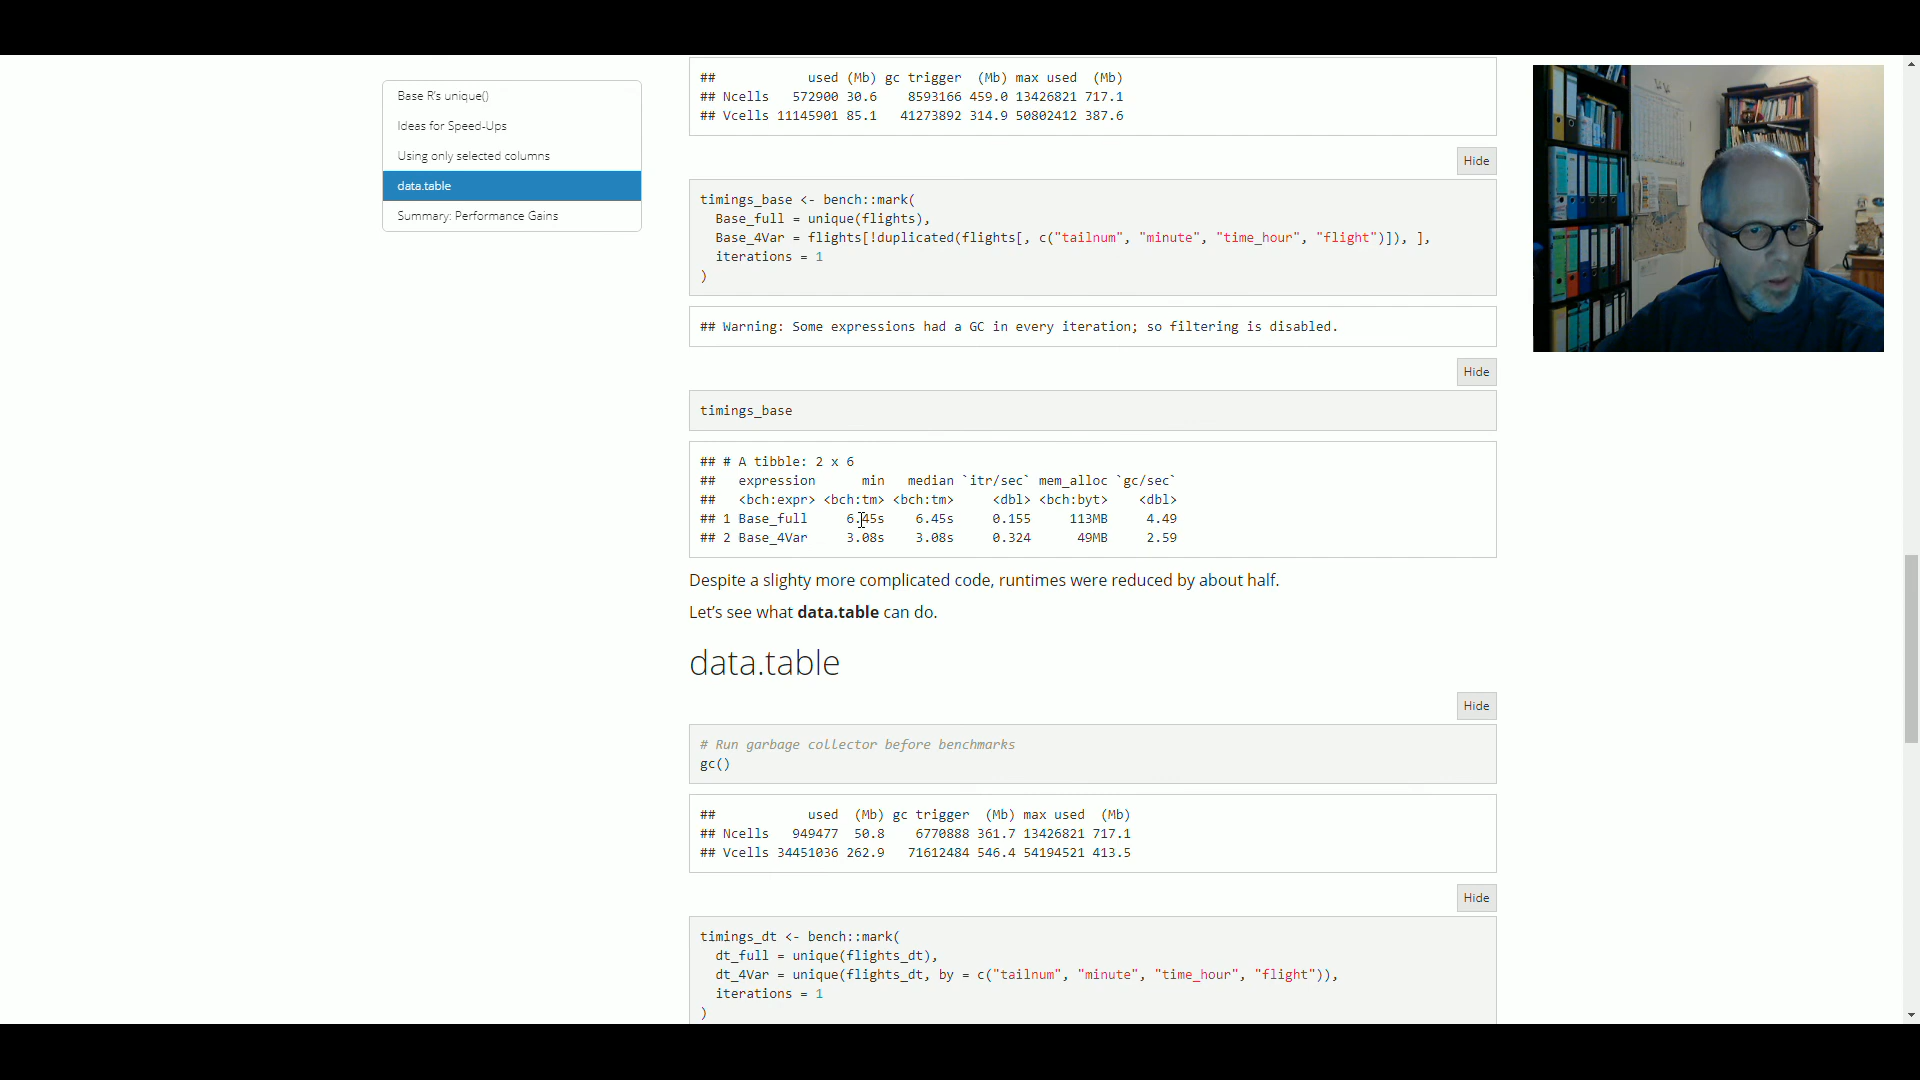 Base R's unique()
Ideas for Speed-Ups
Using only selected columns
data.table
Summary: Performance Gains
##            used (Mb) gc trigger  (Mb) max used  (Mb)
## Ncells   572900 30.6    8593166 459.0 13426821 717.1
## Vcells 11145901 85.1   41273892 314.9 50802412 387.6
Hide
timings_base <- bench::mark(
  Base_full = unique(flights),
  Base_4Var = flights[!duplicated(flights[, c("tailnum", "minute", "time_hour", "flight")]), ],
  iterations = 1
)
## Warning: Some expressions had a GC in every iteration; so filtering is disabled.
Hide
timings_base
## # A tibble: 2 x 6
##   expression      min   median `itr/sec` mem_alloc `gc/sec`
##   <bch:expr> <bch:tm> <bch:tm>     <dbl> <bch:byt>    <dbl>
## 1 Base_full     6.45s    6.45s     0.155     113MB     4.49
## 2 Base_4Var     3.08s    3.08s     0.324      49MB     2.59
Despite a slighty more complicated code, runtimes were reduced by about half.
Let's see what data.table can do.
data.table
Hide
# Run garbage collector before benchmarks
gc()
##            used  (Mb) gc trigger  (Mb) max used  (Mb)
## Ncells   949477  50.8    6770888 361.7 13426821 717.1
## Vcells 34451036 262.9   71612484 546.4 54194521 413.5
Hide
timings_dt <- bench::mark(
  dt_full = unique(flights_dt),
  dt_4Var = unique(flights_dt, by = c("tailnum", "minute", "time_hour", "flight")),
  iterations = 1
)